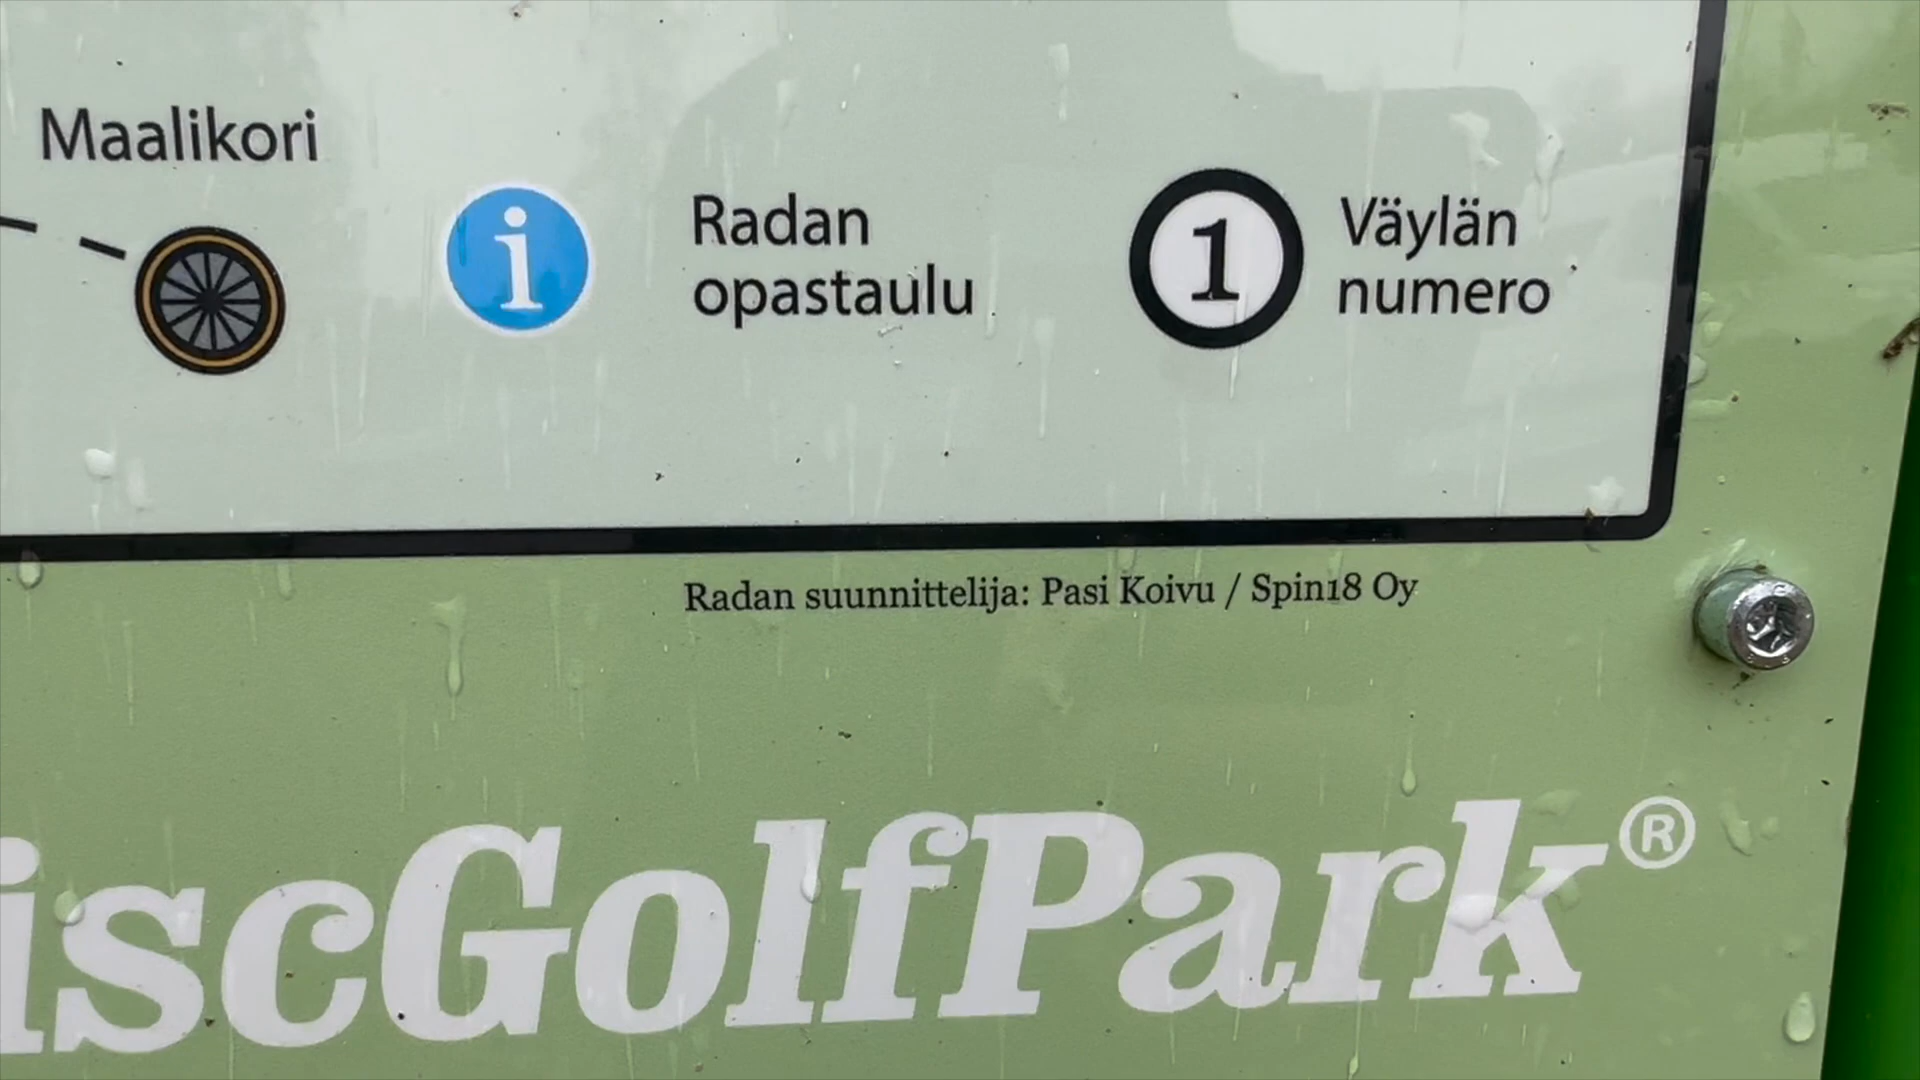 Maalikori
i
Radan
opastaulu
1
Väylän
numero
Radan suunnittelija: Pasi Koivu / Spin18 Oy
iscGolfPark®